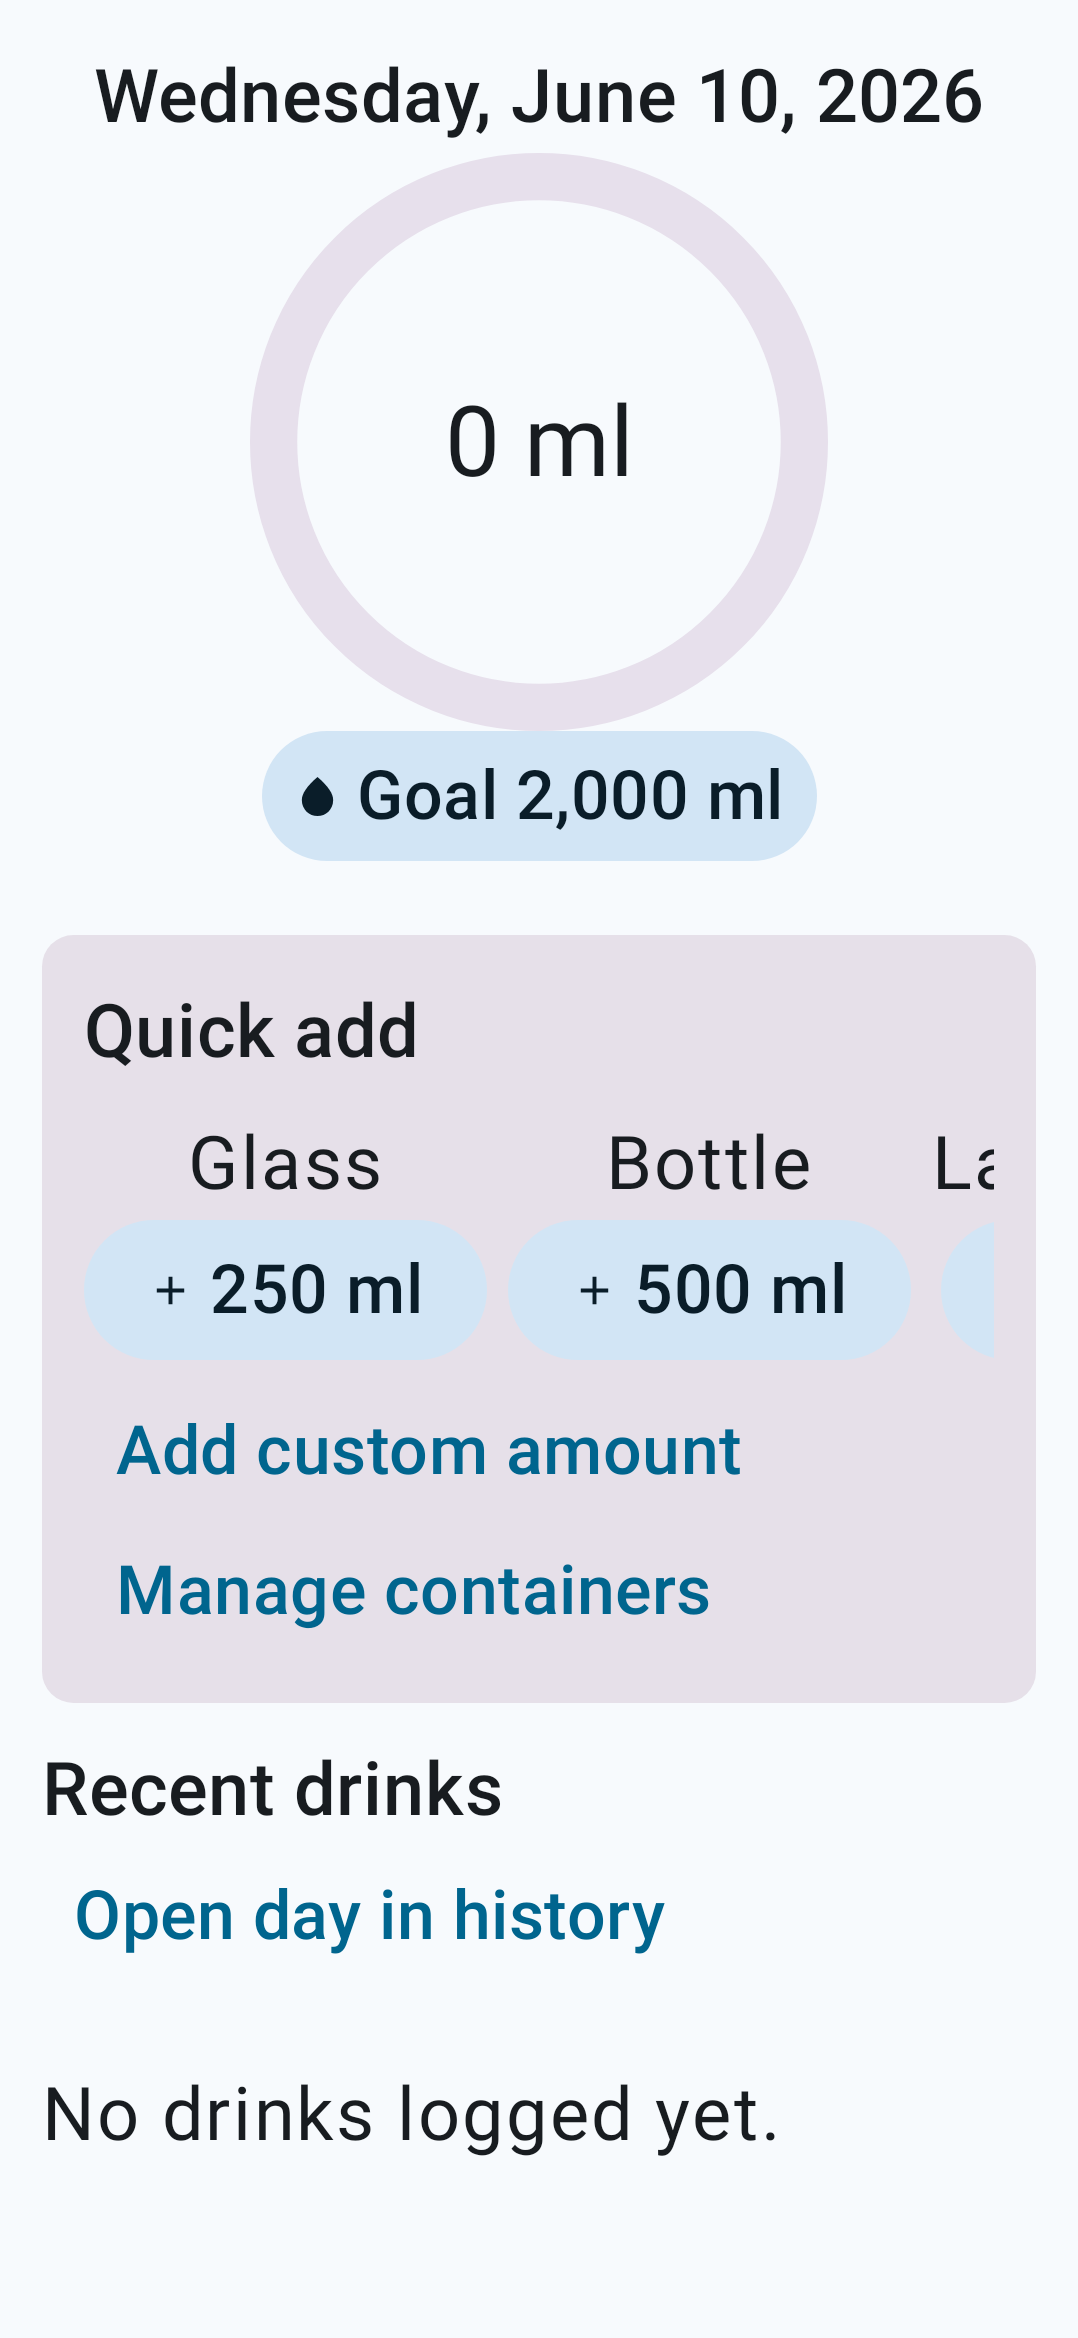 Wednesday, June 10, 2026
0 ml
Goal 2,000 ml
Quick add
Glass Bottle
+ 250 ml + 500 ml
Add custom amount
Manage containers
Recent drinks
Open day in history
No drinks logged yet.